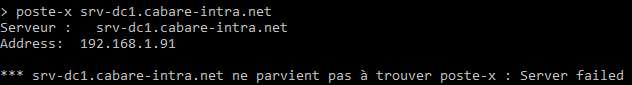 > poste-x srv-dc1.cabare-intra.net
Serveur :   srv-dc1.cabare-intra.net
Address:  192.168.1.91
*** srv-dc1.cabare-intra.net ne parvient pas à trouver poste-x : Server failed